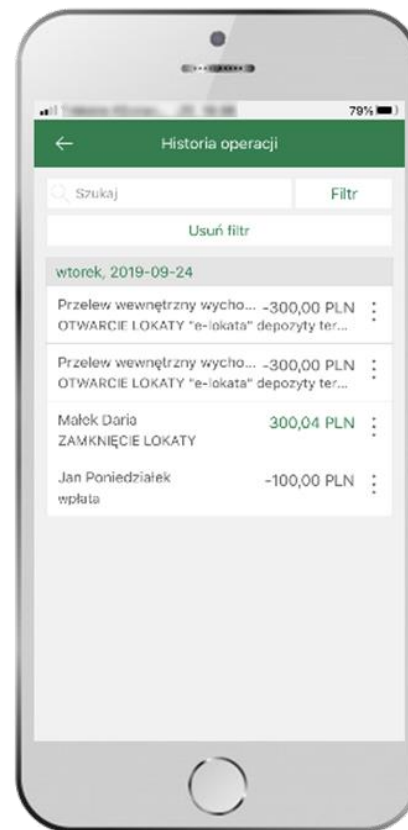 79%
Historia operacji
Szukaj Filtr
Usuń filtr
wtorek, 2019-09-24
Przelew wewnętrzny wycho... -300,00 PLN
OTWARCIE LOKATY "e-lokata" depozyty ter...
Przelew wewnętrzny wycho... -300,00 PLN
OTWARCIE LOKATY "e-lokata" depozyty ter...
Małek Daria 300,04 PLN
ZAMKNIĘCIE LOKATY
Jan Poniedziałek -100,00 PLN
wpłata